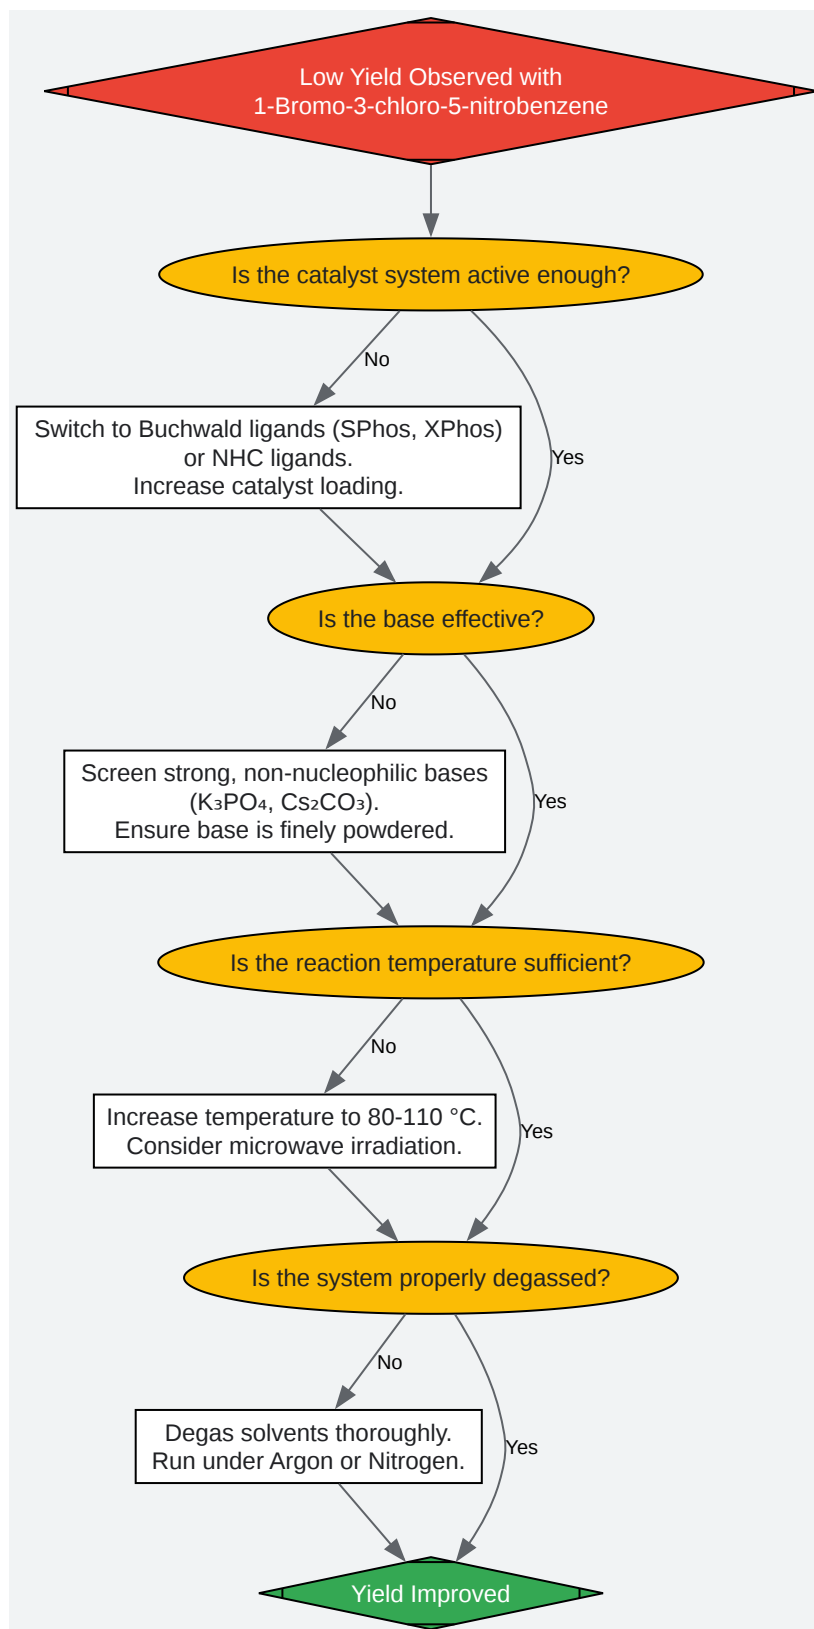 Low Yield Observed with
1-Bromo-3-chloro-5-nitrobenzene
Is the catalyst system active enough?
No
Switch to Buchwald ligands (SPhos, XPhos)
or NHC ligands.
Increase catalyst loading.
Yes
Is the base effective?
No
Screen strong, non-nucleophilic bases
(K₃PO₄, Cs₂CO₃).
Ensure base is finely powdered.
Yes
Is the reaction temperature sufficient?
No
Increase temperature to 80-110 °C.
Consider microwave irradiation.
Yes
Is the system properly degassed?
No
Degas solvents thoroughly.
Run under Argon or Nitrogen.
Yes
Yield Improved